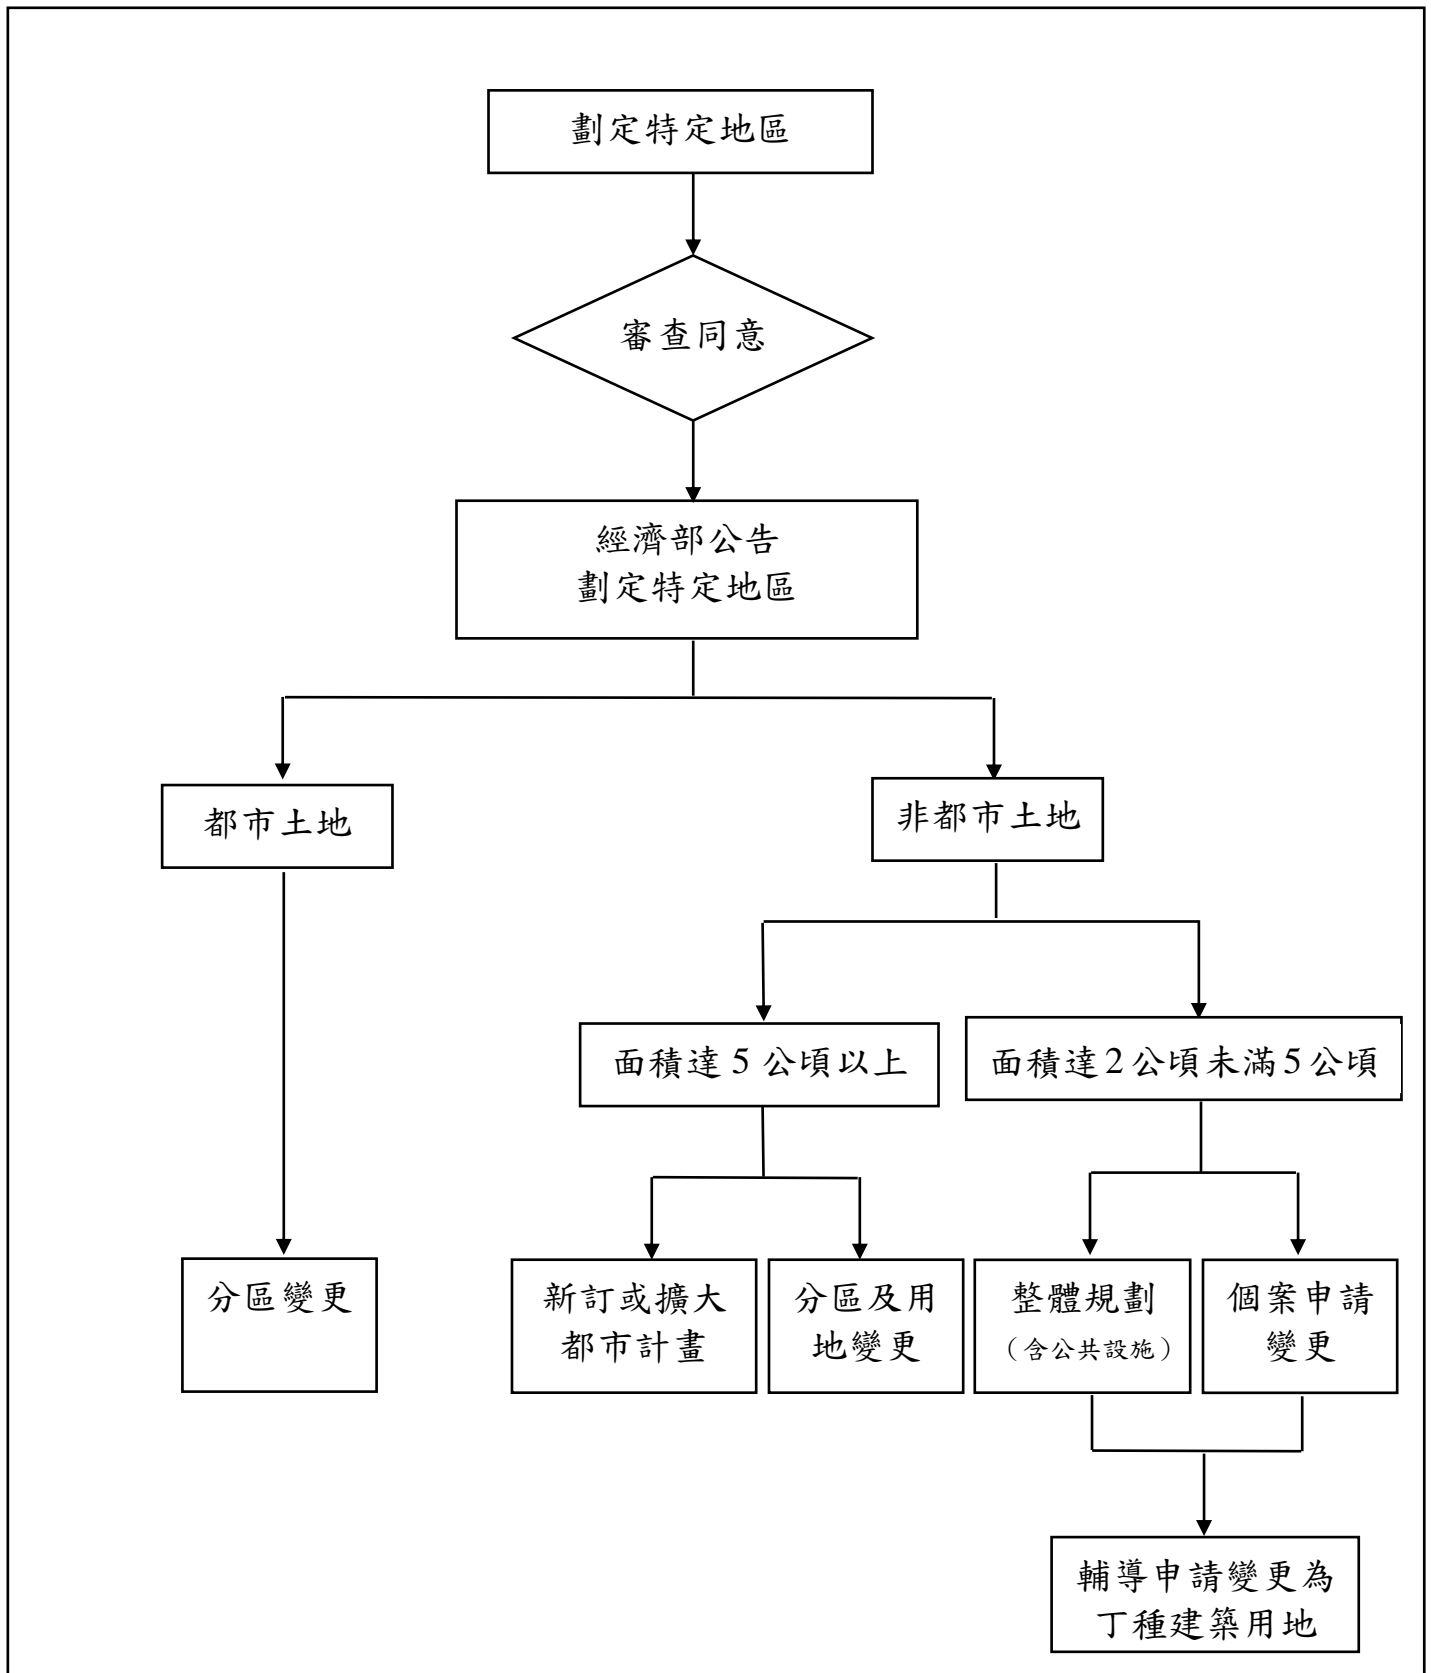 劃定特定地區
審查同意
經濟部公告
劃定特定地區
都市土地
非都市土地
面積達5公頃以上
面積達2公頃未滿5公頃
分區變更
新訂或擴大
都市計畫
分區及用
地變更
整體規劃
（含公共設施）
個案申請
變更
輔導申請變更為
丁種建築用地